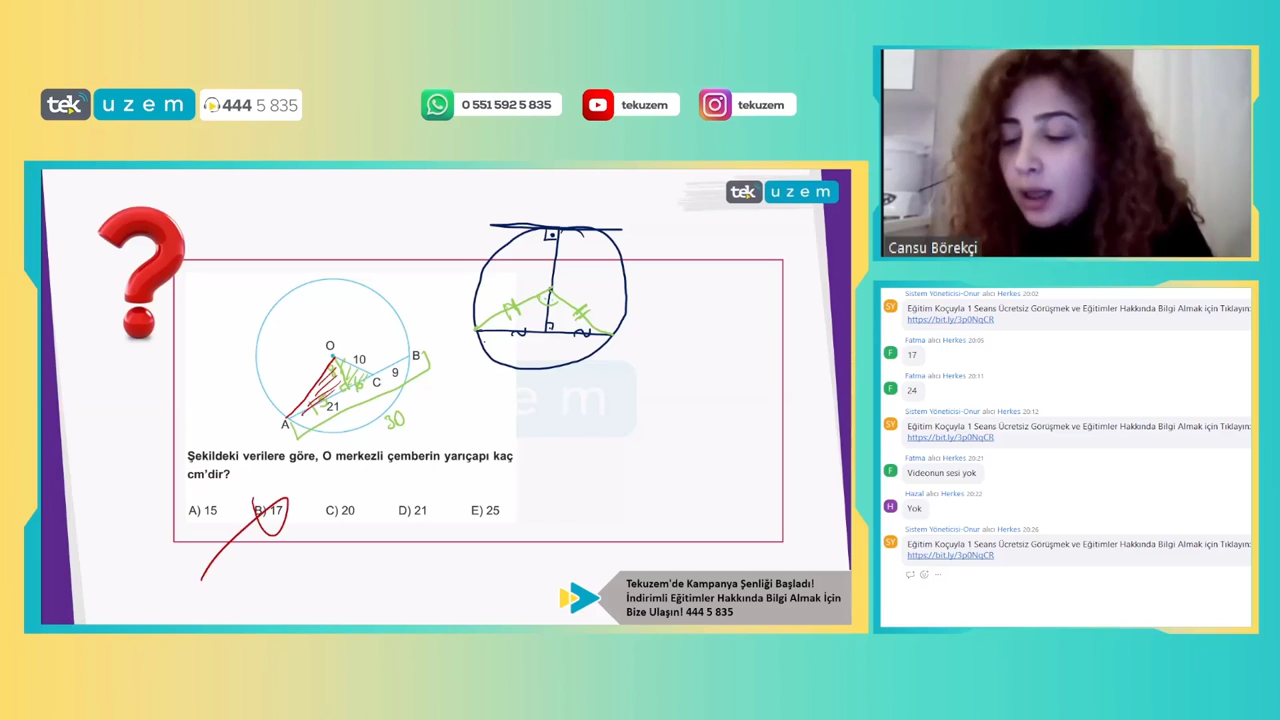 tek uzem 444 5 835
0 551 592 5 835
tekuzem
tekuzem
tek uzem
O
10
B
C
9
21
A
15
6
30
Şekildeki verilere göre, O merkezli çemberin yarıçapı kaç
cm'dir?
A) 15 B) 17 C) 20 D) 21 E) 25
Tekuzem'de Kampanya Şenliği Başladı!
İndirimli Eğitimler Hakkında Bilgi Almak İçin
Bize Ulaşın! 444 5 835
Cansu Börekçi
Sistem Yöneticisi-Onur alıcı Herkes 20:02
SY
Eğitim Koçuyla 1 Seans Ücretsiz Görüşmek ve Eğitimler Hakkında Bilgi Almak için Tıklayın:
https://bit.ly/3p0NqCR
Fatma alıcı Herkes 20:05
F 17
Fatma alıcı Herkes 20:11
F 24
Sistem Yöneticisi-Onur alıcı Herkes 20:12
SY
Eğitim Koçuyla 1 Seans Ücretsiz Görüşmek ve Eğitimler Hakkında Bilgi Almak için Tıklayın:
https://bit.ly/3p0NqCR
Fatma alıcı Herkes 20:21
F Videonun sesi yok
Hazal alıcı Herkes 20:22
H Yok
Sistem Yöneticisi-Onur alıcı Herkes 20:26
SY
Eğitim Koçuyla 1 Seans Ücretsiz Görüşmek ve Eğitimler Hakkında Bilgi Almak için Tıklayın:
https://bit.ly/3p0NqCR